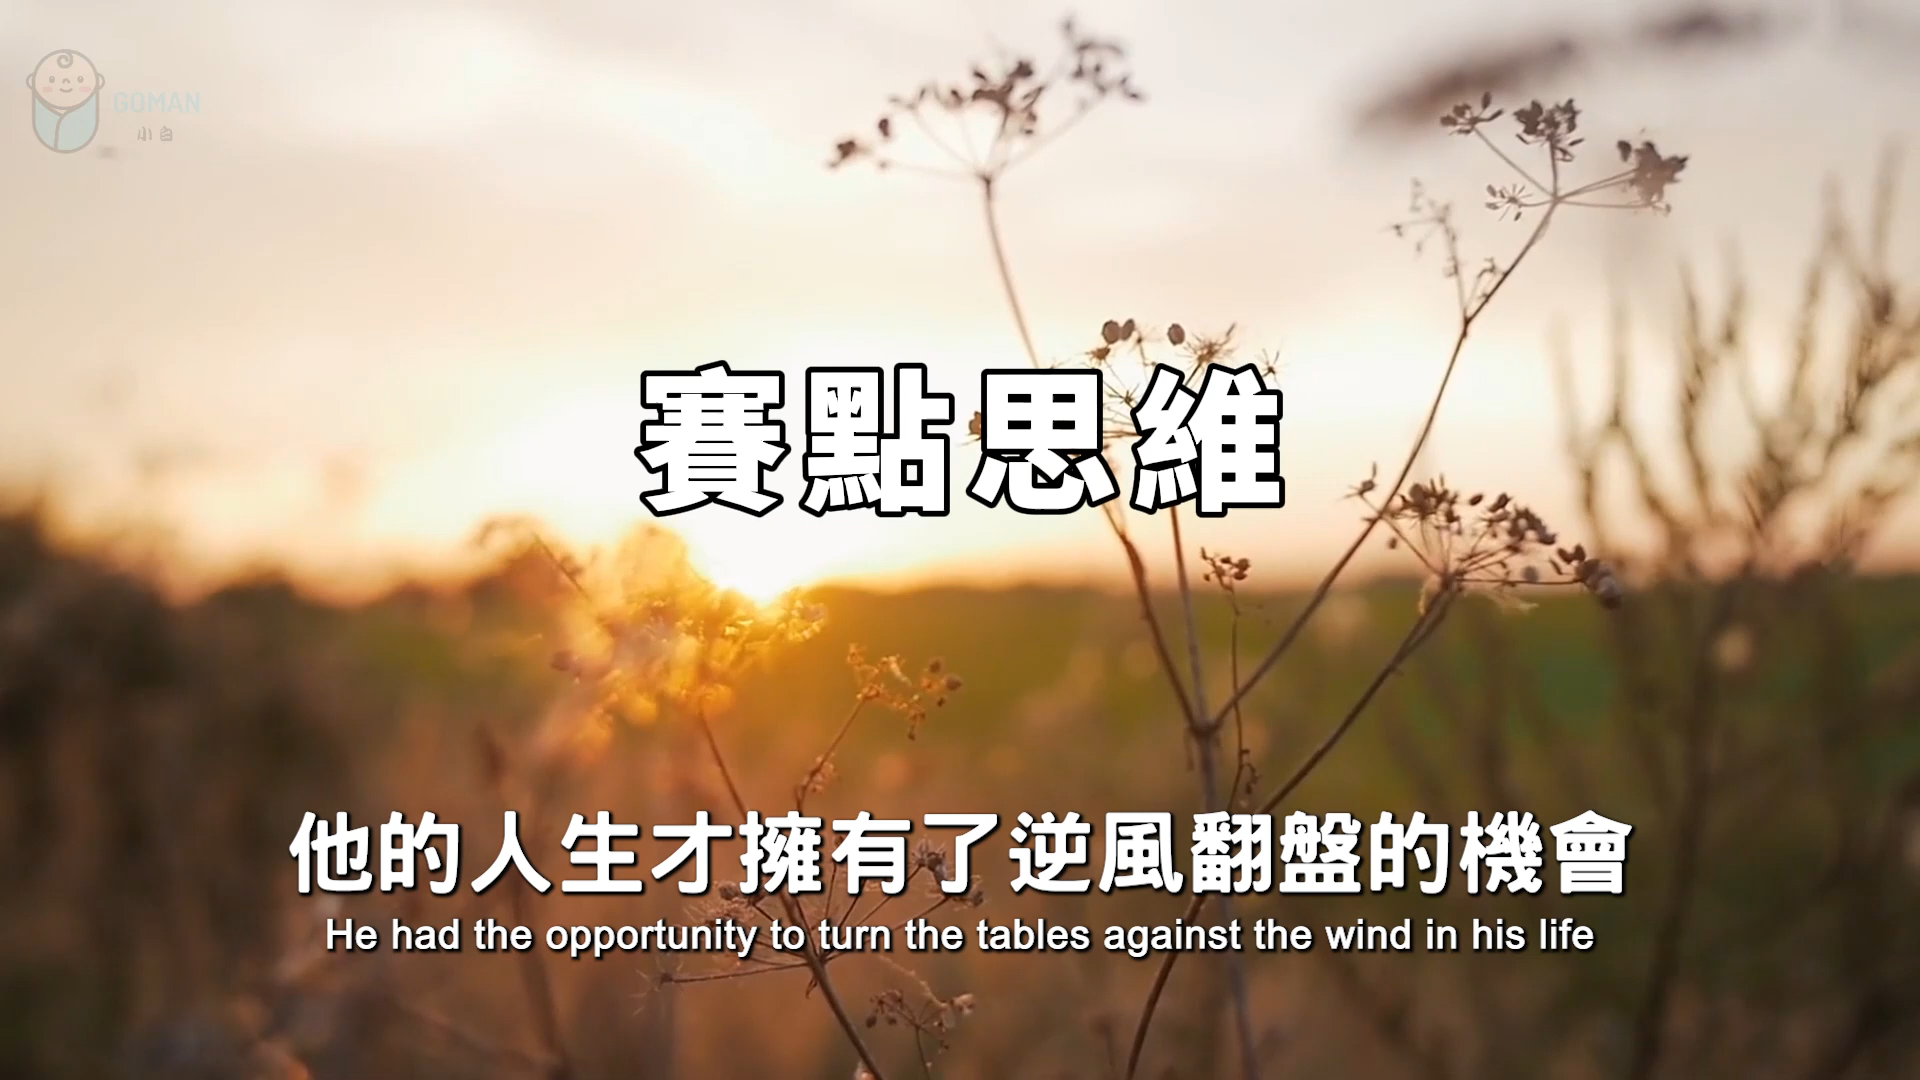 GOMAN
小白
賽點思維
他的人生才擁有了逆風翻盤的機會
He had the opportunity to turn the tables against the wind in his life